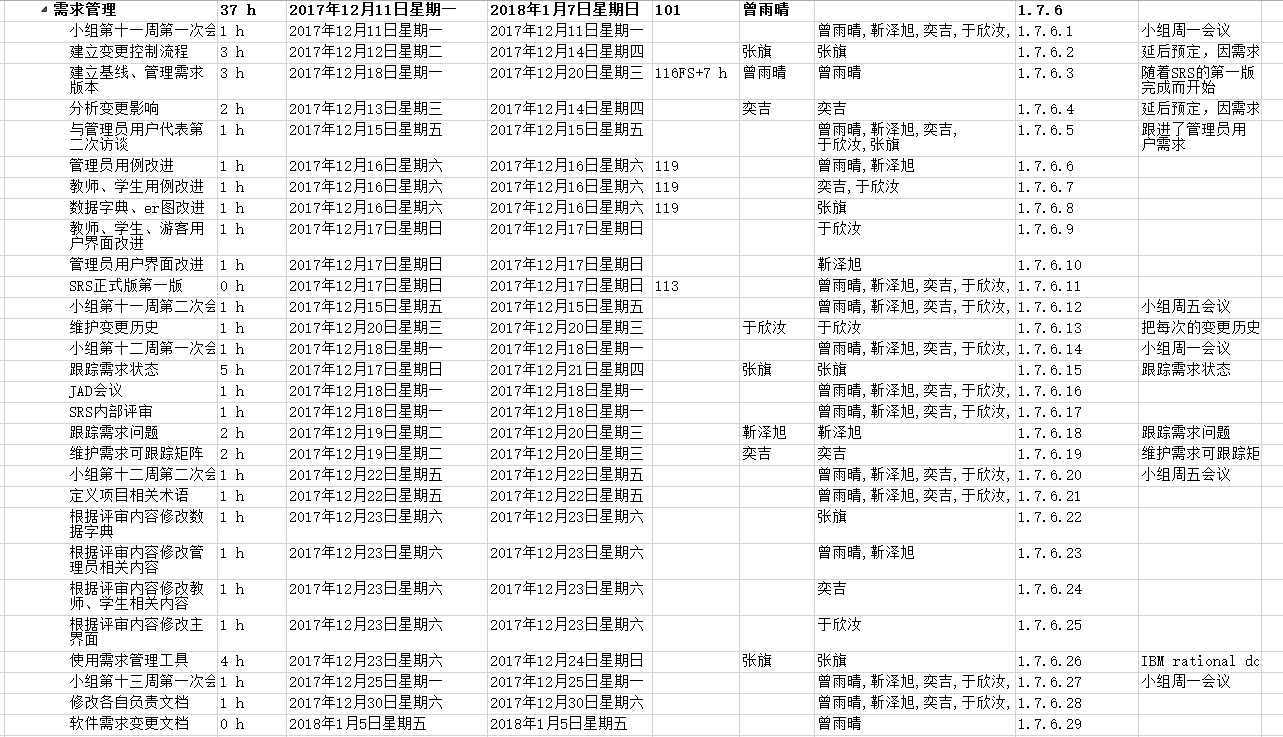 需求管理 37 h 2017年12月11日星期一 2018年1月7日星期日 101 曾雨晴 1.7.6
小组第十一周第一次会 1 h 2017年12月11日星期一 2017年12月11日星期一 曾雨晴,靳泽旭,奕吉,于欣汝, 1.7.6.1 小组周一会议
建立变更控制流程 3 h 2017年12月12日星期二 2017年12月14日星期四 张旗 张旗 1.7.6.2 延后预定，因需求
建立基线、管理需求 3 h 2017年12月18日星期一 2017年12月20日星期三 116FS+7 h 曾雨晴 曾雨晴 1.7.6.3 随着SRS的第一版
版本 完成而开始
分析变更影响 2 h 2017年12月13日星期三 2017年12月14日星期四 奕吉 奕吉 1.7.6.4 延后预定，因需求
与管理员用户代表第 1 h 2017年12月15日星期五 2017年12月15日星期五 曾雨晴,靳泽旭,奕吉, 1.7.6.5 跟进了管理员用
二次访谈 于欣汝,张旗 户需求
管理员用例改进 1 h 2017年12月16日星期六 2017年12月16日星期六 119 曾雨晴,靳泽旭 1.7.6.6
教师、学生用例改进 1 h 2017年12月16日星期六 2017年12月16日星期六 119 奕吉,于欣汝 1.7.6.7
数据字典、er图改进 1 h 2017年12月16日星期六 2017年12月16日星期六 119 张旗 1.7.6.8
教师、学生、游客用 1 h 2017年12月17日星期日 2017年12月17日星期日 于欣汝 1.7.6.9
户界面改进
管理员用户界面改进 1 h 2017年12月17日星期日 2017年12月17日星期日 靳泽旭 1.7.6.10
SRS正式版第一版 0 h 2017年12月17日星期日 2017年12月17日星期日 113 曾雨晴,靳泽旭,奕吉,于欣汝, 1.7.6.11
小组第十一周第二次会 1 h 2017年12月15日星期五 2017年12月15日星期五 曾雨晴,靳泽旭,奕吉,于欣汝, 1.7.6.12 小组周五会议
维护变更历史 1 h 2017年12月20日星期三 2017年12月20日星期三 于欣汝 于欣汝 1.7.6.13 把每次的变更历史
小组第十二周第一次会 1 h 2017年12月18日星期一 2017年12月18日星期一 曾雨晴,靳泽旭,奕吉,于欣汝, 1.7.6.14 小组周一会议
跟踪需求状态 5 h 2017年12月17日星期日 2017年12月21日星期四 张旗 张旗 1.7.6.15 跟踪需求状态
JAD会议 1 h 2017年12月18日星期一 2017年12月18日星期一 曾雨晴,靳泽旭,奕吉,于欣汝, 1.7.6.16
SRS内部评审 1 h 2017年12月18日星期一 2017年12月18日星期一 曾雨晴,靳泽旭,奕吉,于欣汝, 1.7.6.17
跟踪需求问题 2 h 2017年12月19日星期二 2017年12月20日星期三 靳泽旭 靳泽旭 1.7.6.18 跟踪需求问题
维护需求可跟踪矩阵 2 h 2017年12月19日星期二 2017年12月20日星期三 奕吉 奕吉 1.7.6.19 维护需求可跟踪矩
小组第十二周第二次会 1 h 2017年12月22日星期五 2017年12月22日星期五 曾雨晴,靳泽旭,奕吉,于欣汝, 1.7.6.20 小组周五会议
定义项目相关术语 1 h 2017年12月22日星期五 2017年12月22日星期五 曾雨晴,靳泽旭,奕吉,于欣汝, 1.7.6.21
根据评审内容修改数 1 h 2017年12月23日星期六 2017年12月23日星期六 张旗 1.7.6.22
据字典
根据评审内容修改管 1 h 2017年12月23日星期六 2017年12月23日星期六 曾雨晴,靳泽旭 1.7.6.23
理员相关内容
根据评审内容修改教 1 h 2017年12月23日星期六 2017年12月23日星期六 奕吉 1.7.6.24
师、学生相关内容
根据评审内容修改主 1 h 2017年12月23日星期六 2017年12月23日星期六 于欣汝 1.7.6.25
界面
使用需求管理工具 4 h 2017年12月23日星期六 2017年12月24日星期日 张旗 张旗 1.7.6.26 IBM rational dc
小组第十三周第一次会 1 h 2017年12月25日星期一 2017年12月25日星期一 曾雨晴,靳泽旭,奕吉,于欣汝, 1.7.6.27 小组周一会议
修改各自负责文档 1 h 2017年12月30日星期六 2017年12月30日星期六 曾雨晴,靳泽旭,奕吉,于欣汝, 1.7.6.28
软件需求变更文档 0 h 2018年1月5日星期五 2018年1月5日星期五 曾雨晴 1.7.6.29